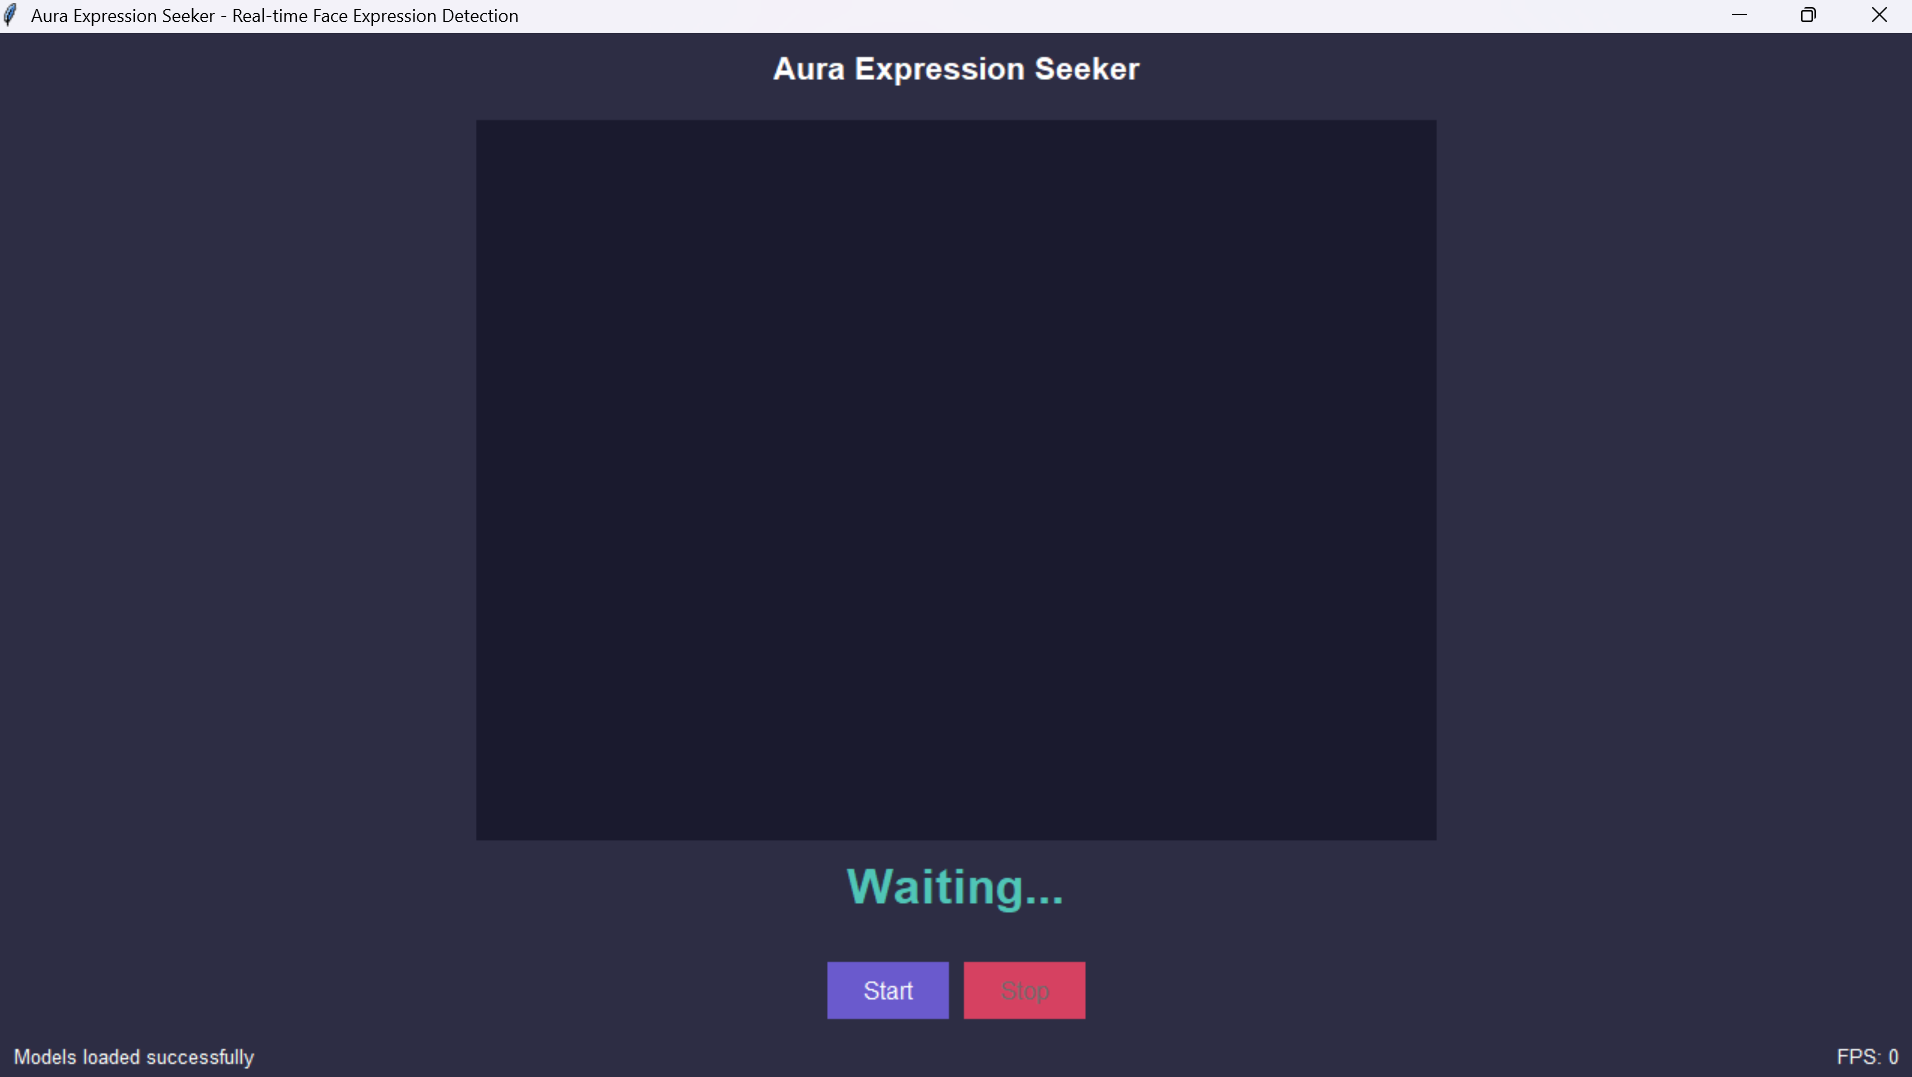 Aura Expression Seeker - Real-time Face Expression Detection
Aura Expression Seeker
Waiting...
Start
Stop
Models loaded successfully
FPS: 0